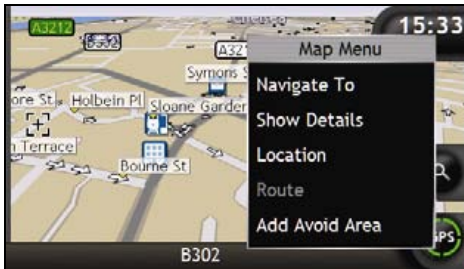 A3212
15:33
B302
A321
Map Menu
Symons S
Navigate To
ore St.
Holbein Pl
Sloane Garden
Show Details
Terrace
Location
Bourne St
Route
Add Avoid Area
GPS
B302